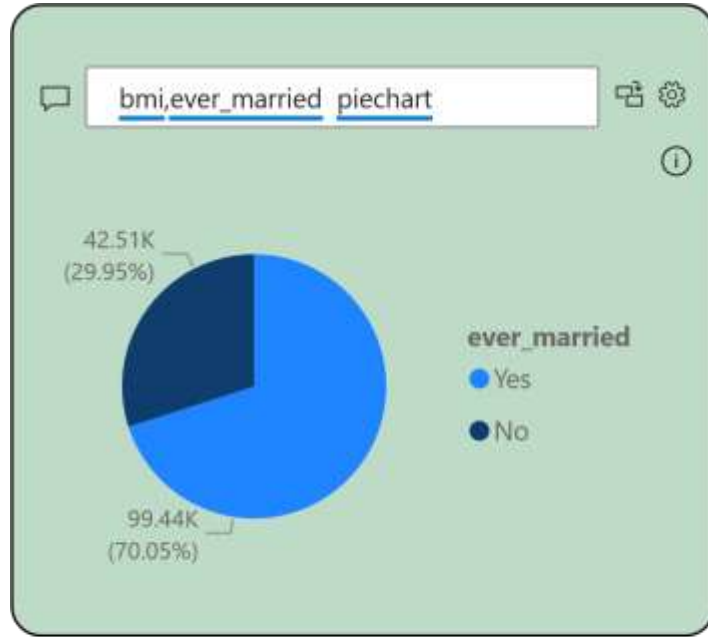 bmi,ever_married piechart
42.51K
(29.95%)
ever_married
Yes
No
99.44K
(70.05%)